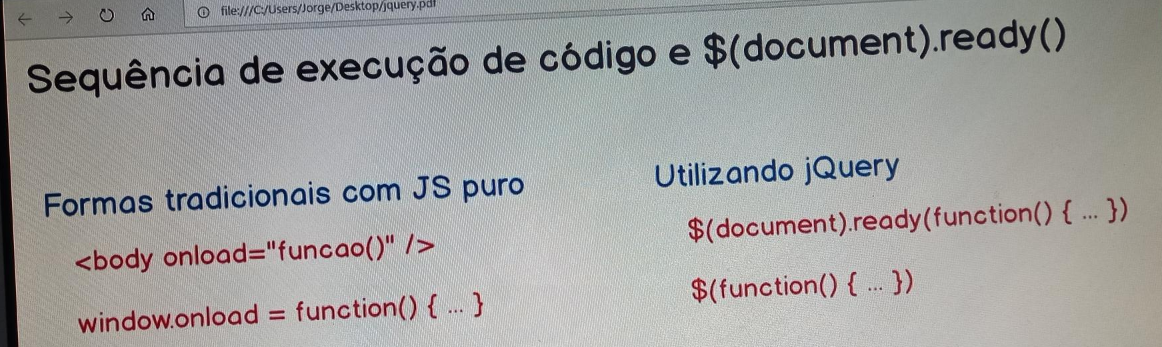 file:///C:/Users/Jorge/Desktop/jquery.pdf
Sequência de execução de código e $(document).ready()
Formas tradicionais com JS puro
<body onload="funcao()" />
window.onload = function() { ... }
Utilizando jQuery
$(document).ready(function() { ... })
$(function() { ... })